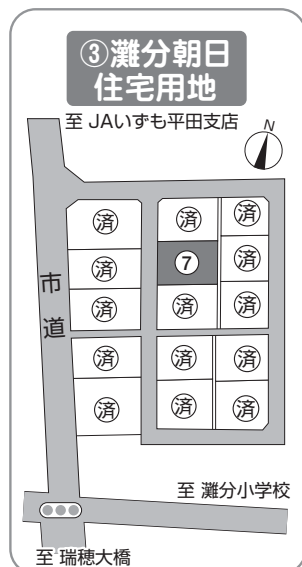 ③灘分朝日
住宅用地
至 JAいずも平田支店
N
済 済 済
済 ⑦ 済
市道
済 済 済
済 済 済
済 済 済
至 灘分小学校
至 瑞穂大橋